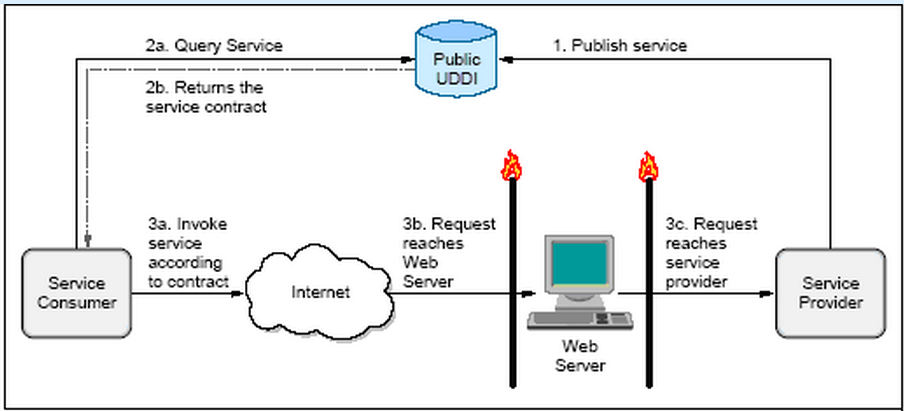 2a. Query Service
Public
UDDI
1. Publish service
2b. Returns the
service contract
3a. Invoke
service
according
to contract
3b. Request
reaches
Web
Server
3c. Request
reaches
service
provider
Service
Consumer
Internet
Web
Server
Service
Provider